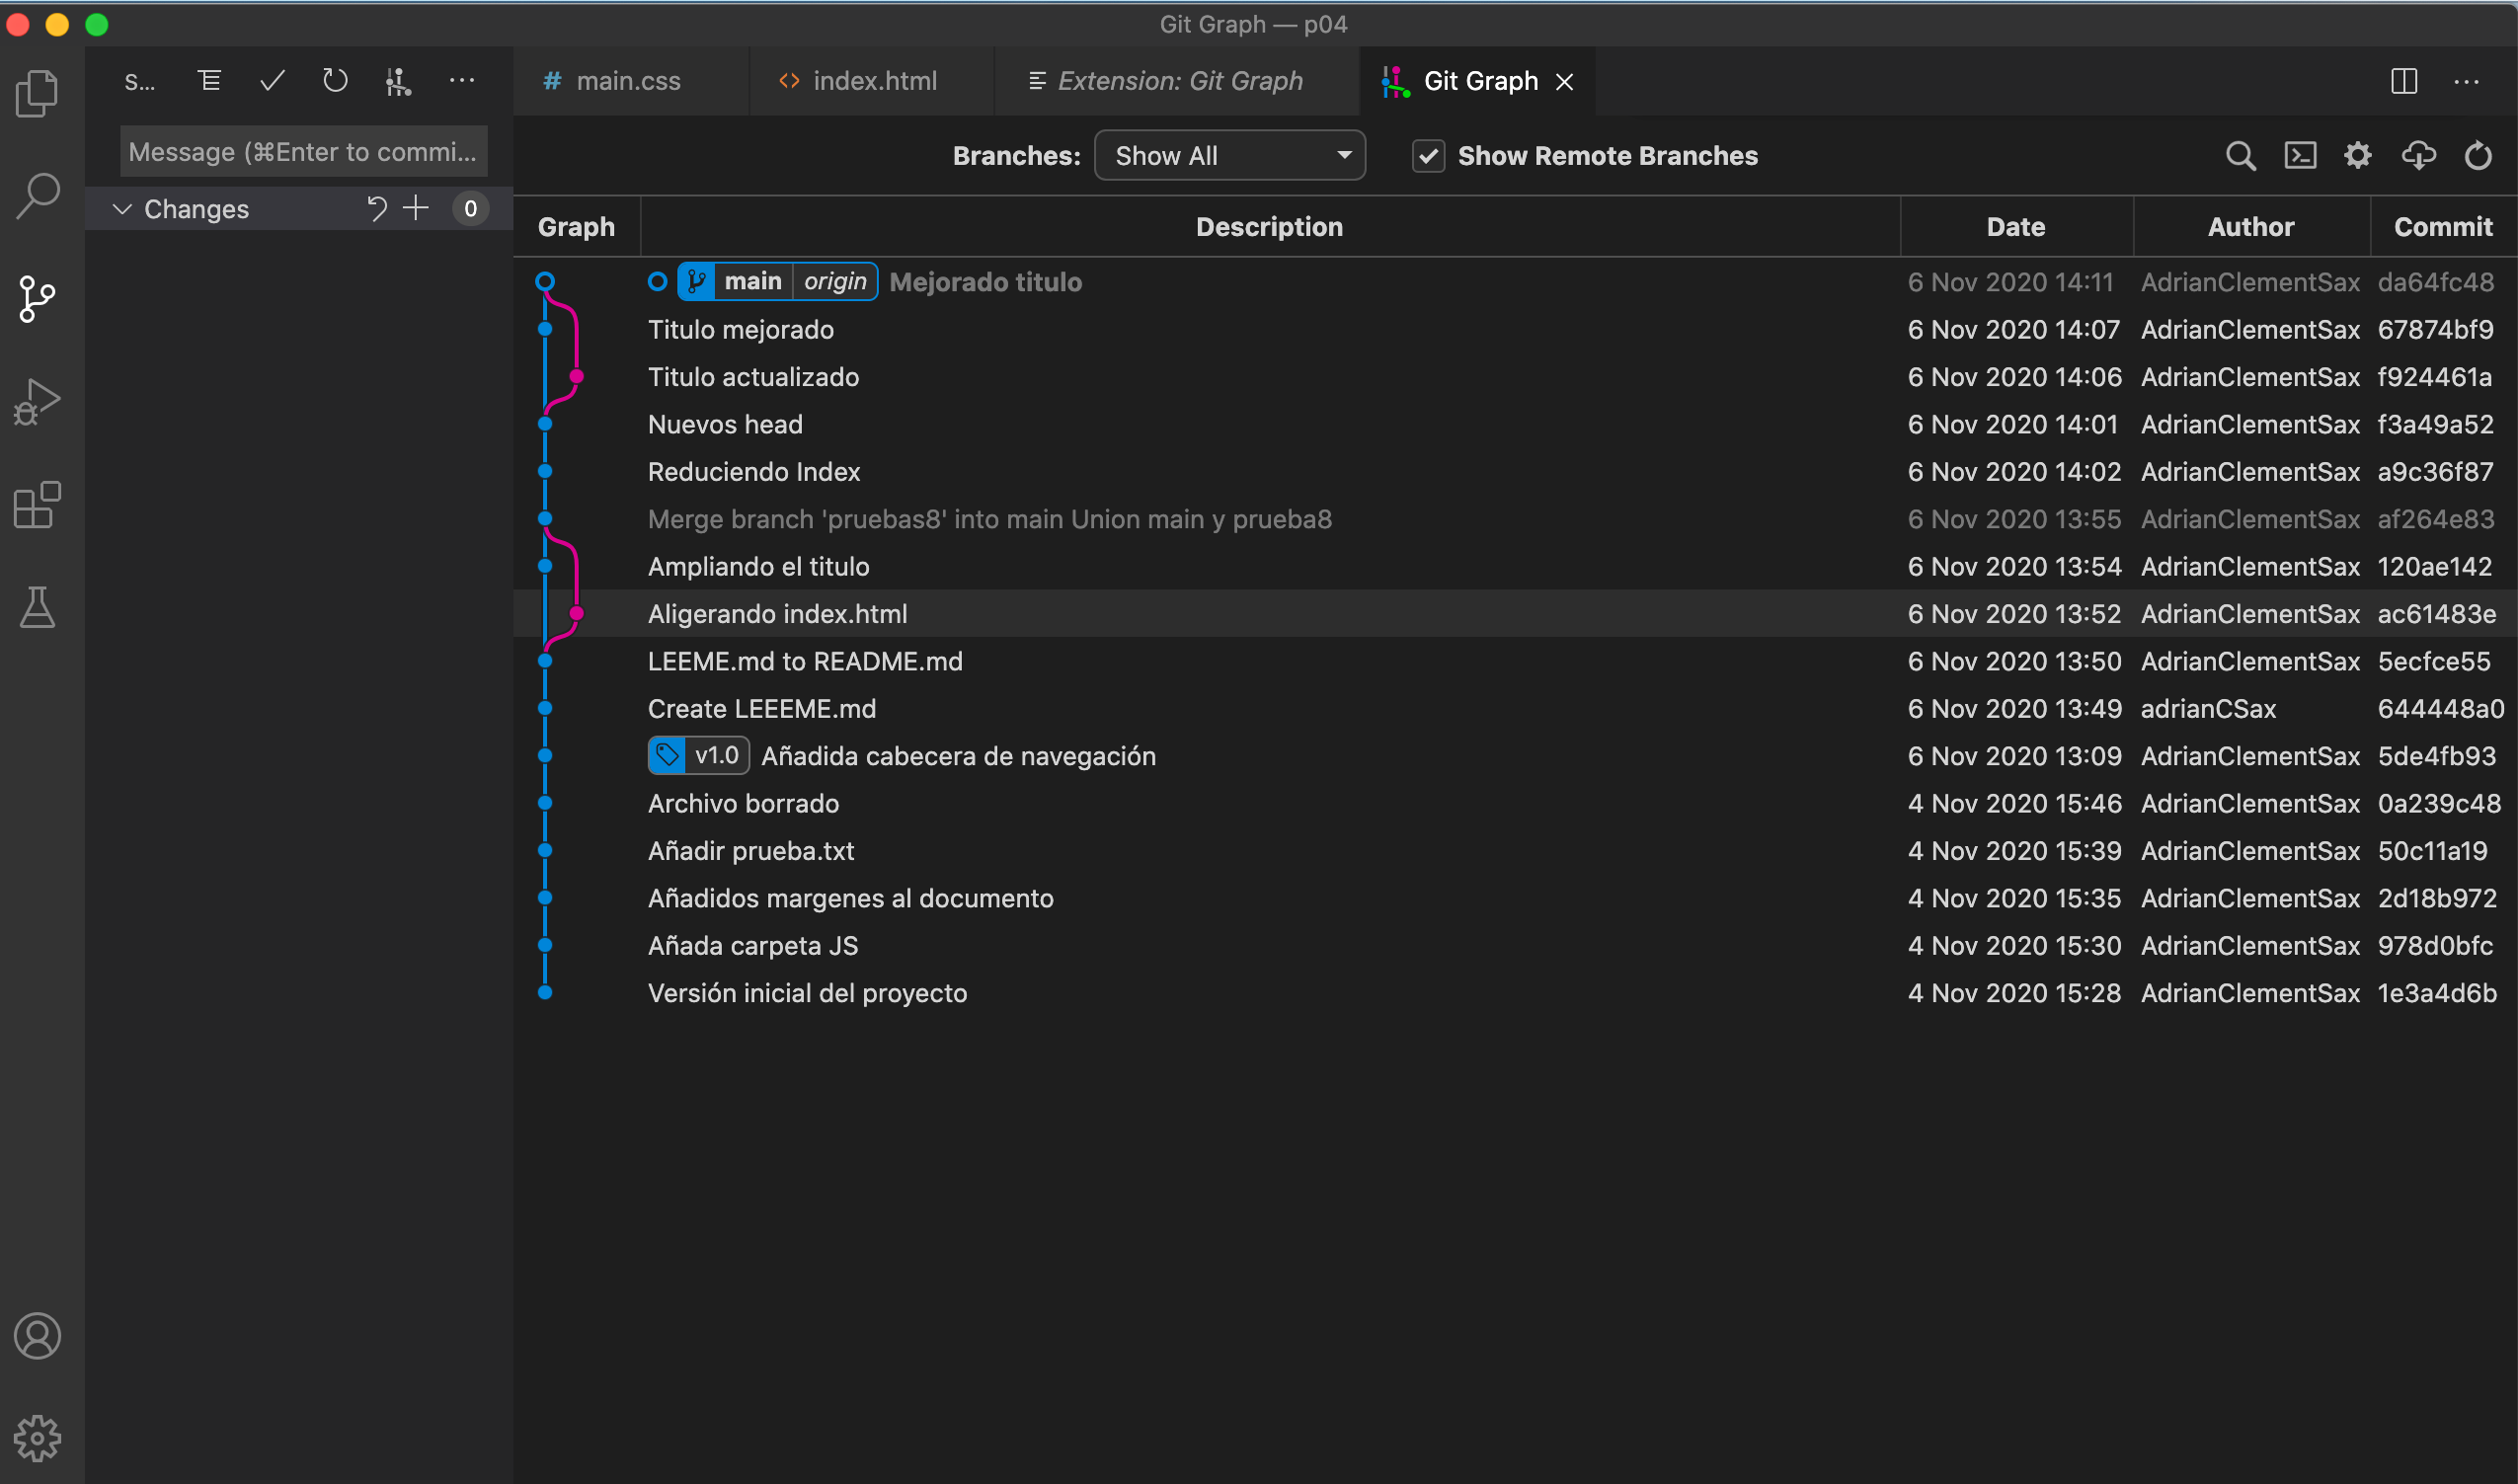 Git Graph — p04
S...
# main.css
<> index.html
Extension: Git Graph
Git Graph
Message (⌘Enter to commi...
Changes 0
Branches: Show All Show Remote Branches
Graph Description Date Author Commit
main origin Mejorado titulo 6 Nov 2020 14:11 AdrianClementSax da64fc48
Titulo mejorado 6 Nov 2020 14:07 AdrianClementSax 67874bf9
Titulo actualizado 6 Nov 2020 14:06 AdrianClementSax f924461a
Nuevos head 6 Nov 2020 14:01 AdrianClementSax f3a49a52
Reduciendo Index 6 Nov 2020 14:02 AdrianClementSax a9c36f87
Merge branch 'pruebas8' into main Union main y prueba8 6 Nov 2020 13:55 AdrianClementSax af264e83
Ampliando el titulo 6 Nov 2020 13:54 AdrianClementSax 120ae142
Aligerando index.html 6 Nov 2020 13:52 AdrianClementSax ac61483e
LEEME.md to README.md 6 Nov 2020 13:50 AdrianClementSax 5ecfce55
Create LEEEME.md 6 Nov 2020 13:49 adrianCSax 644448a0
v1.0 Añadida cabecera de navegación 6 Nov 2020 13:09 AdrianClementSax 5de4fb93
Archivo borrado 4 Nov 2020 15:46 AdrianClementSax 0a239c48
Añadir prueba.txt 4 Nov 2020 15:39 AdrianClementSax 50c11a19
Añadidos margenes al documento 4 Nov 2020 15:35 AdrianClementSax 2d18b972
Añada carpeta JS 4 Nov 2020 15:30 AdrianClementSax 978d0bfc
Versión inicial del proyecto 4 Nov 2020 15:28 AdrianClementSax 1e3a4d6b